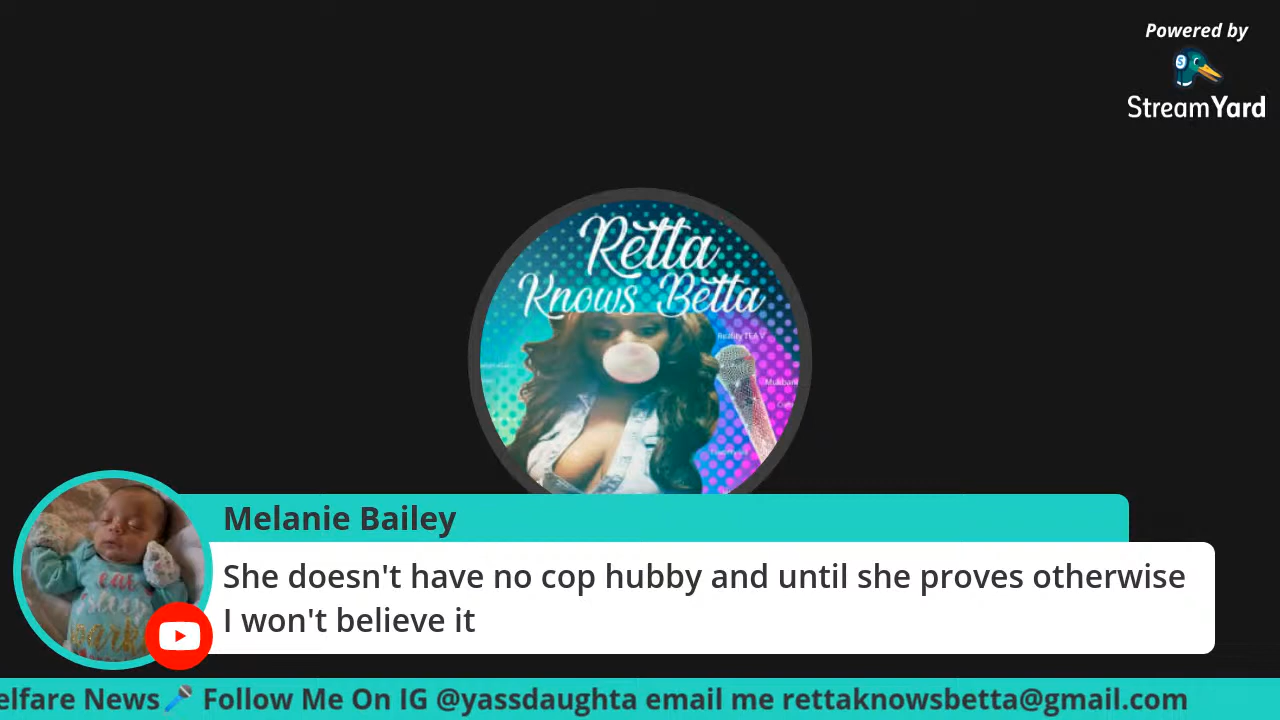 Powered by
StreamYard
Retta
Knows Betta
Melanie Bailey
She doesn't have no cop hubby and until she proves otherwise
I won't believe it
elfare News🎤 Follow Me On IG @yassdaughta email me rettaknowsbetta@gmail.com